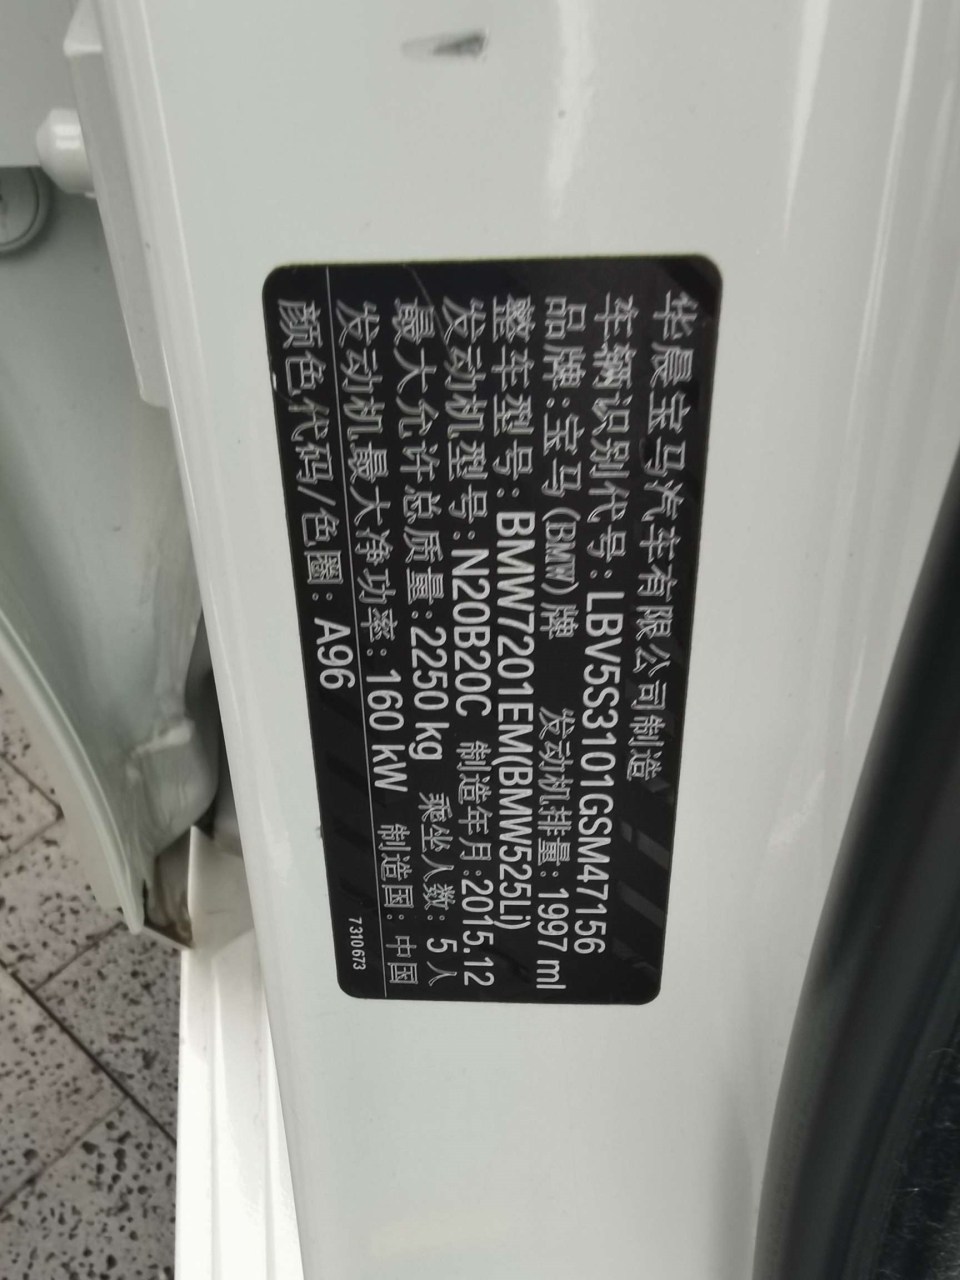 华晨宝马汽车有限公司制造
车辆识别代号:LBV5S3101GSM47156
品牌:宝马(BMW)牌 发动机排量:1997 ml
整车型号:BMW7201EM(BMW525Li)
发动机型号:N20B20C 制造年月:2015.12
最大允许总质量:2250 kg 乘坐人数:5人
发动机最大净功率:160 kW 制造国:中国
颜色代码/色圈:A96 7 310 673